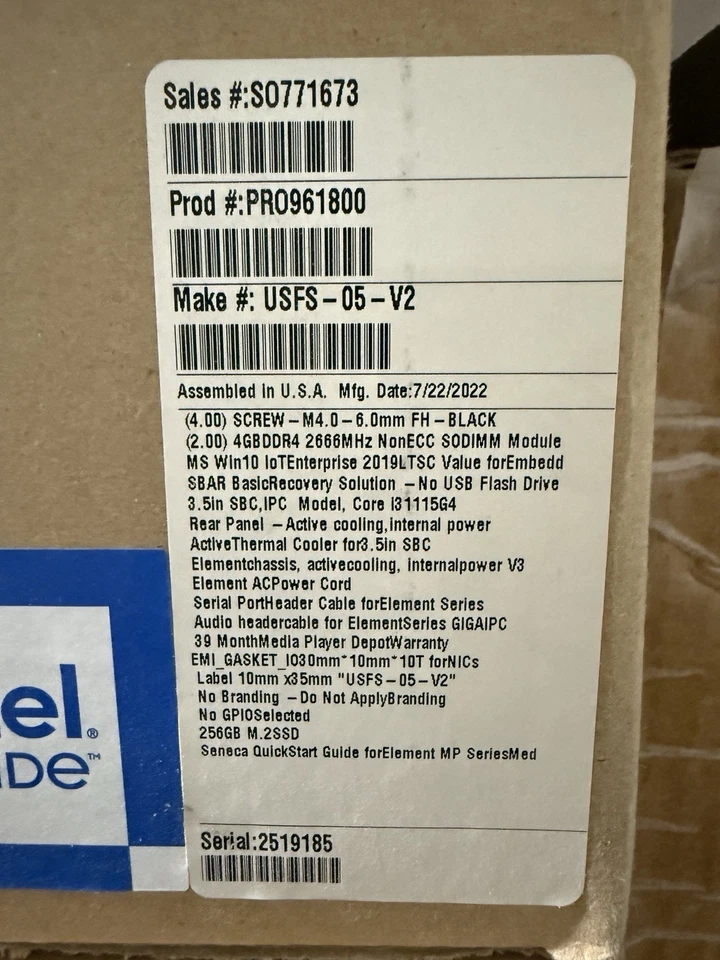 Sales #:SO771673
Prod #:PRO961800
Make #: USFS-05-V2
Assembled in U.S.A. Mfg. Date:7/22/2022
(4.00) SCREW-M4.0-6.0mm FH-BLACK
(2.00) 4GBDDR4 2666MHz NonECC SODIMM Module
MS Win10 IoTEnterprise 2019LTSC Value forEmbedd
SBAR BasicRecovery Solution -No USB Flash Drive
3.5in SBC,IPC Model, Core I31115G4
Rear Panel -Active cooling,internal power
ActiveThermal Cooler for3.5in SBC
Elementchassis, activecooling, internalpower V3
Element ACPower Cord
Serial PortHeader Cable forElement Series
Audio headercable for ElementSeries GIGAIPC
39 MonthMedia Player DepotWarranty
EMI_GASKET_IO30mm*10mm*10T forNICs
Label 10mm x35mm "USFS-05-V2"
No Branding -Do Not ApplyBranding
No GPIOSelected
256GB M.2SSD
Seneca QuickStart Guide forElement MP SeriesMed
Serial:2519185
el®
IDe™